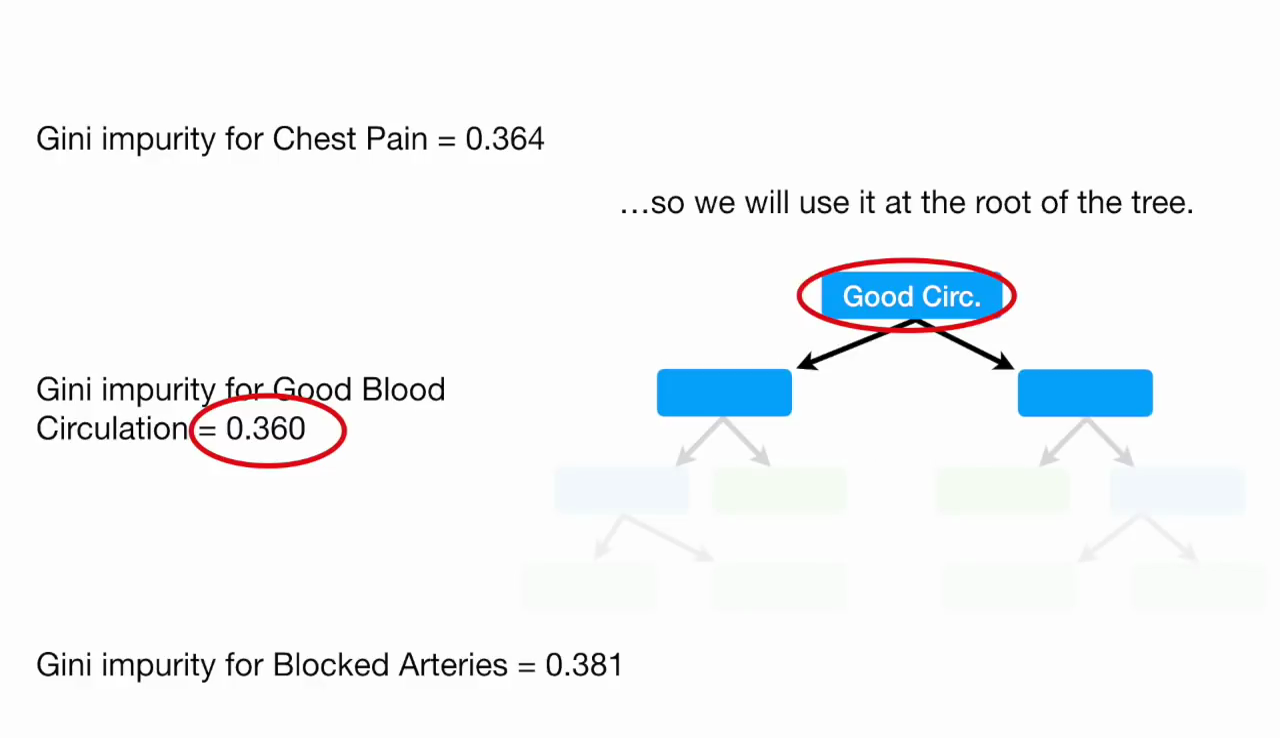 Gini impurity for Chest Pain = 0.364
…so we will use it at the root of the tree.
Good Circ.
Gini impurity for Good Blood
Circulation = 0.360
Gini impurity for Blocked Arteries = 0.381